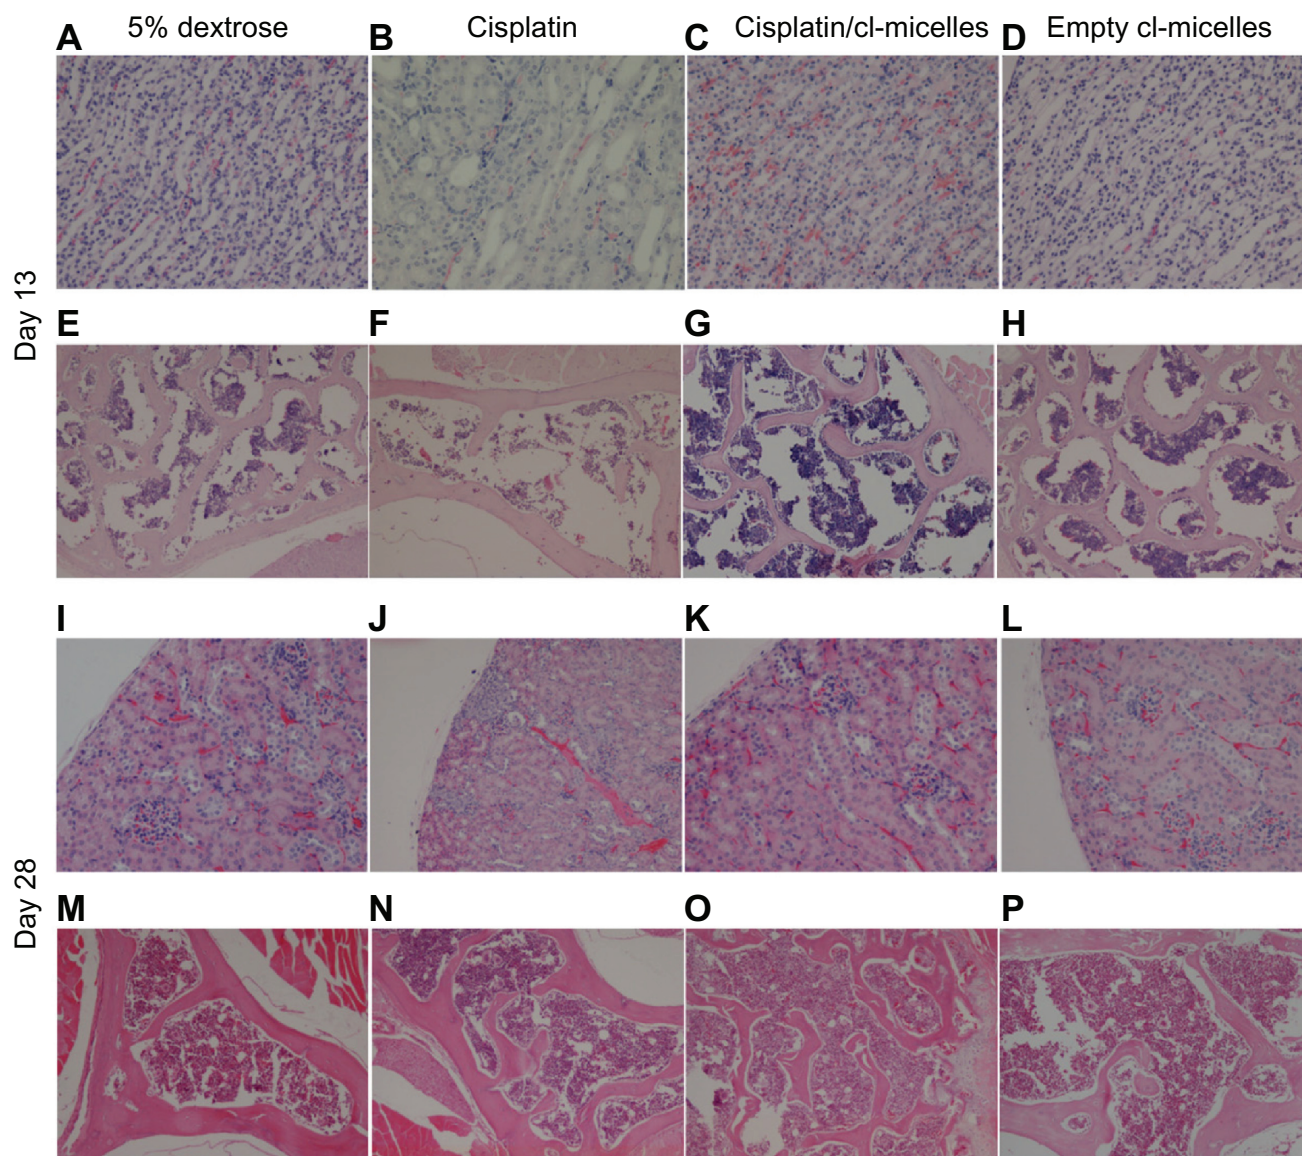 A 5% dextrose B Cisplatin C Cisplatin/cl-micelles D Empty cl-micelles
Day 13
E F G H
I J K L
Day 28
M N O P